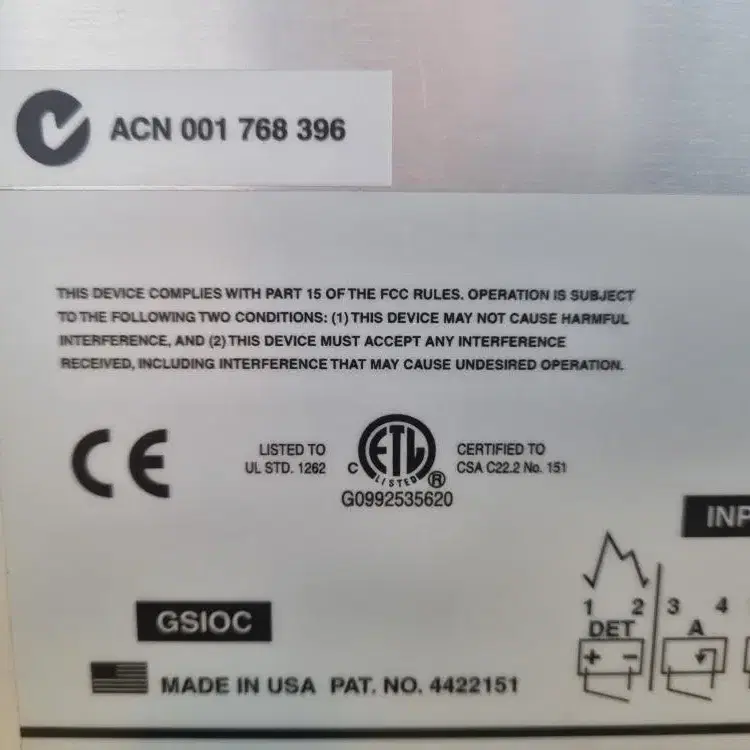 ACN 001 768 396
THIS DEVICE COMPLIES WITH PART 15 OF THE FCC RULES. OPERATION IS SUBJECT
TO THE FOLLOWING TWO CONDITIONS: (1) THIS DEVICE MAY NOT CAUSE HARMFUL
INTERFERENCE, AND (2) THIS DEVICE MUST ACCEPT ANY INTERFERENCE
RECEIVED, INCLUDING INTERFERENCE THAT MAY CAUSE UNDESIRED OPERATION.
CE
LISTED TO
UL STD. 1262
C ETL ®
LISTED
G0992535620
CERTIFIED TO
CSA C22.2 No. 151
INP
1 2 3 4
DET A
+ −
GSIOC
MADE IN USA PAT. NO. 4422151